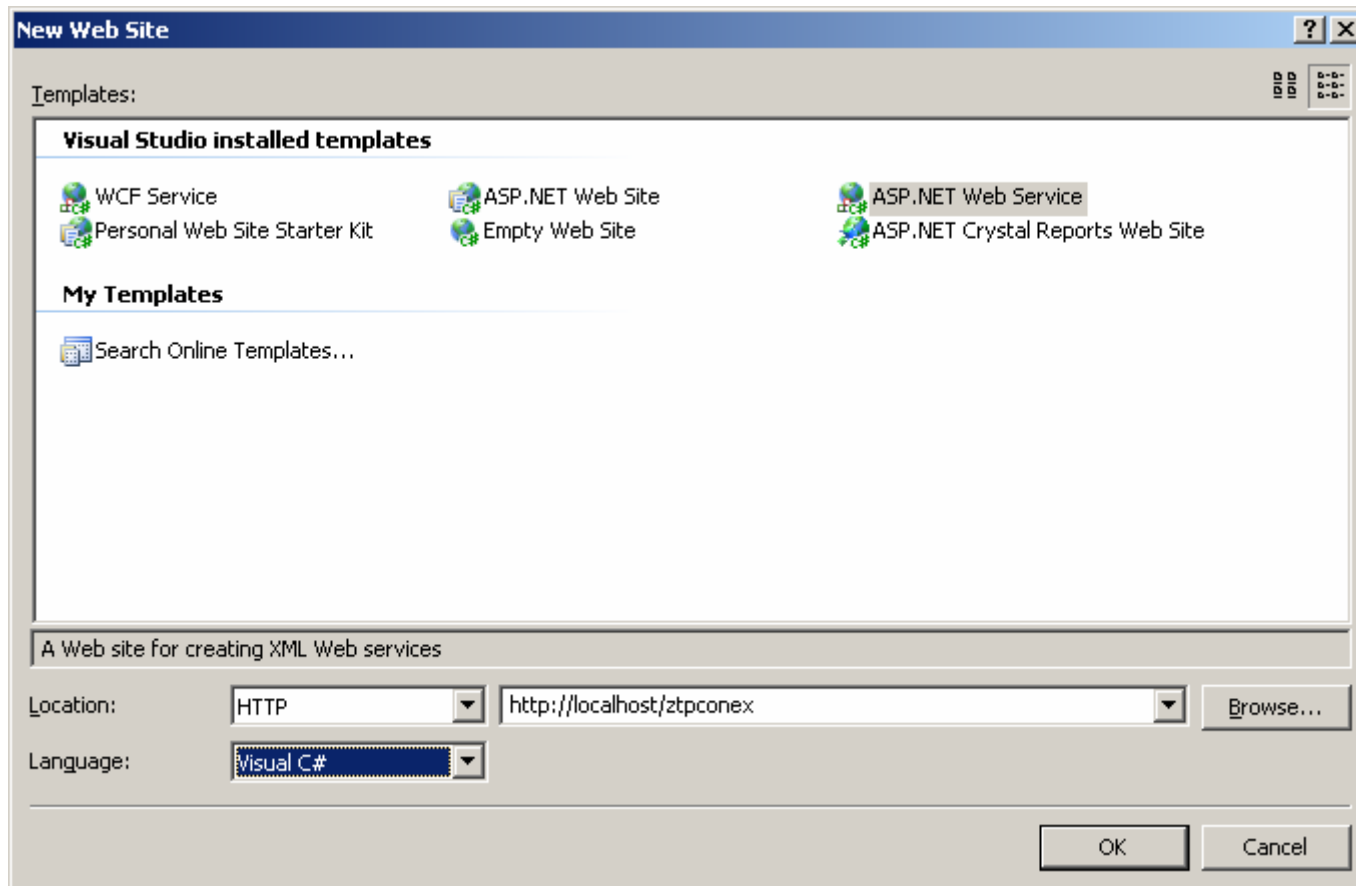 New Web Site
Templates:
Visual Studio installed templates
WCF Service ASP.NET Web Site ASP.NET Web Service
Personal Web Site Starter Kit Empty Web Site ASP.NET Crystal Reports Web Site
My Templates
Search Online Templates...
A Web site for creating XML Web services
Location: HTTP http://localhost/ztpconex Browse...
Language: Visual C#
OK Cancel